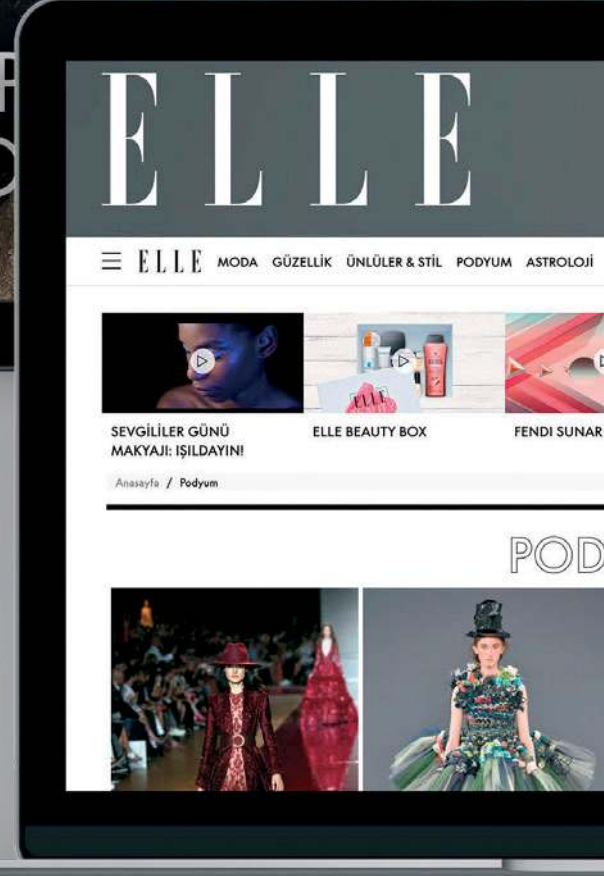 ELLE
ELLE MODA GÜZELLİK ÜNLÜLER & STİL PODYUM ASTROLOJİ
ELLE
SEVGİLİLER GÜNÜ
MAKYAJI: IŞILDAYIN!
ELLE BEAUTY BOX
FENDI SUNAR
Anasayfa / Podyum
POD